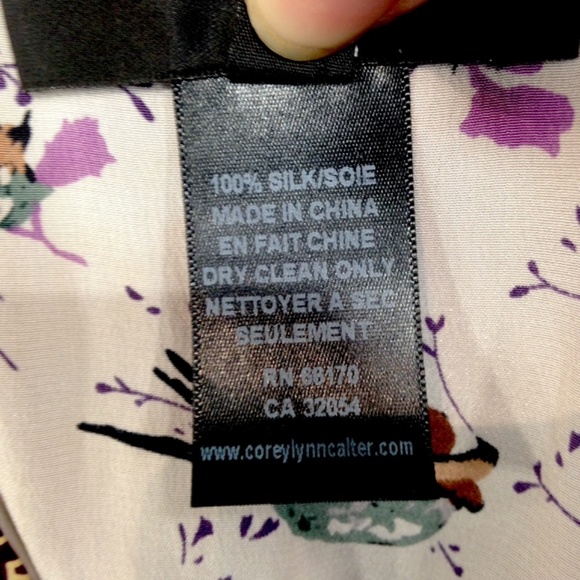 100% SILK/SOIE
MADE IN CHINA
EN FAIT CHINE
DRY CLEAN ONLY
NETTOYER A SEC
SEULEMENT
RN 66170
CA 32054
www.coreylynncalter.com